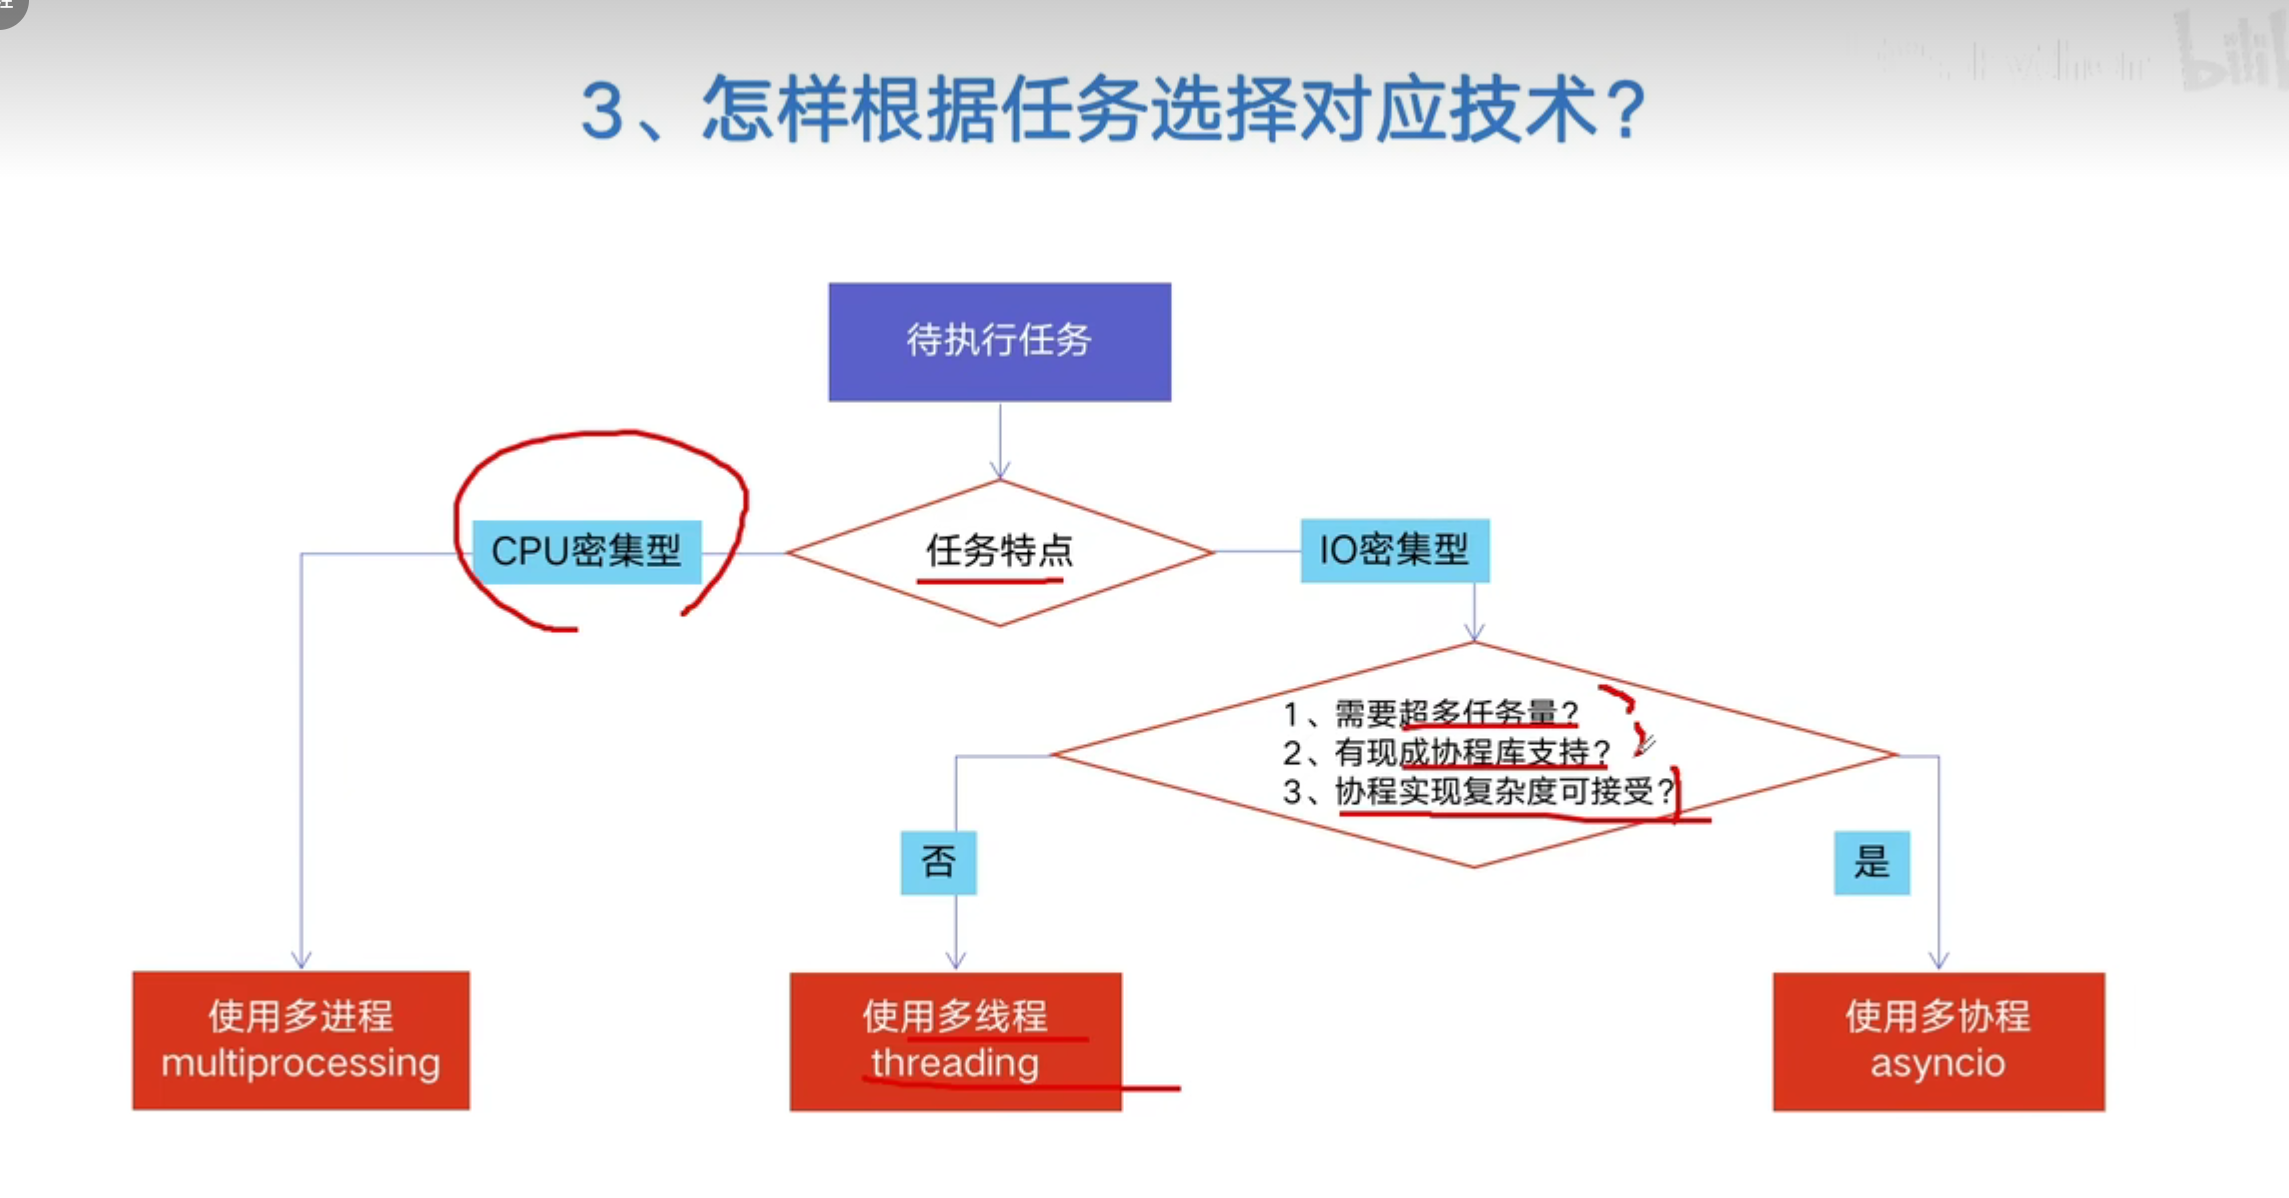 3、怎样根据任务选择对应技术?
待执行任务
CPU密集型
任务特点
IO密集型
1、需要超多任务量?
2、有现成协程库支持?
3、协程实现复杂度可接受?
否
是
使用多进程
multiprocessing
使用多线程
threading
使用多协程
asyncio